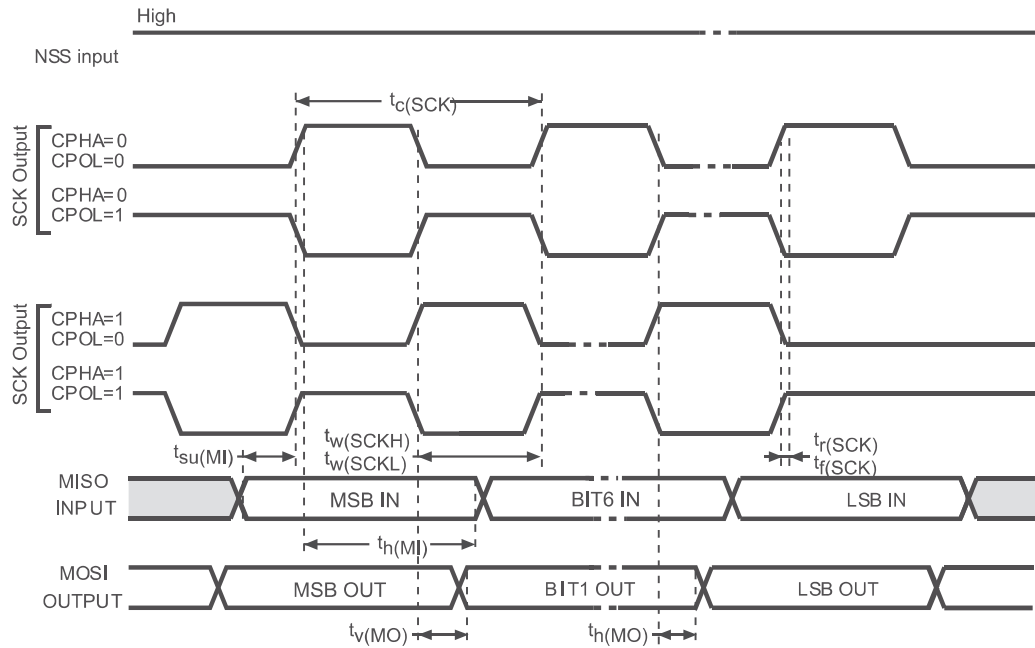 High
NSS input
tc(SCK)
SCK Output
CPHA=0
CPOL=0
CPHA=0
CPOL=1
SCK Output
CPHA=1
CPOL=0
CPHA=1
CPOL=1
tsu(MI)
tw(SCKH)
tw(SCKL)
tr(SCK)
tf(SCK)
MISO
INPUT
MSB IN
BIT6 IN
LSB IN
th(MI)
MOSI
OUTPUT
MSB OUT
BIT1 OUT
LSB OUT
tv(MO)
th(MO)